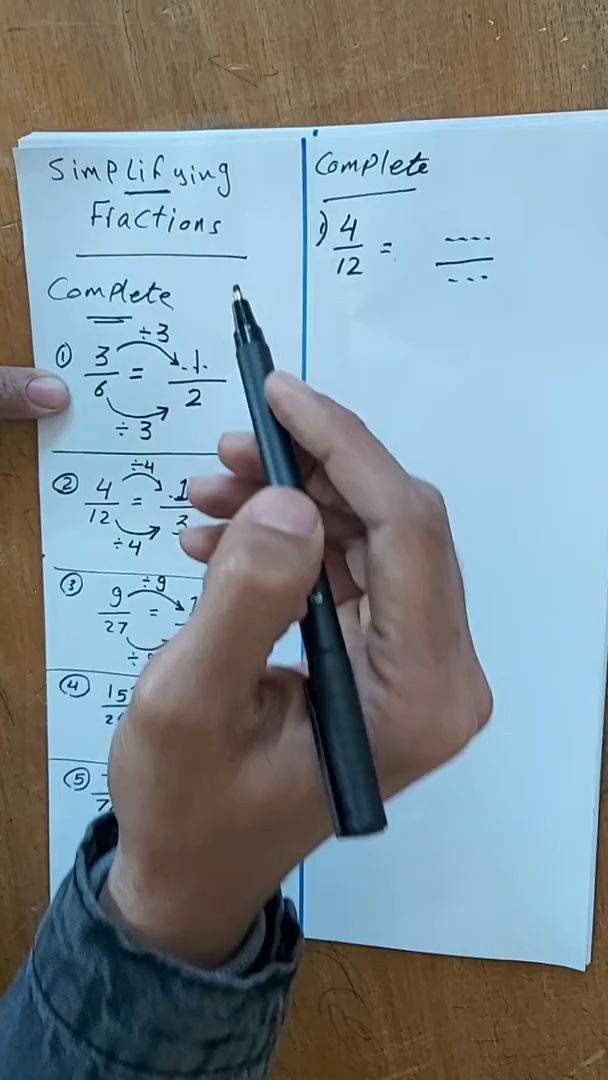 Simplifying
Fractions
Complete
① 3/6 = 1/2
÷3
÷3
② 4/12 = 1/3
÷4
÷4
③ 9/27 =
÷9
④ 15
⑤
Complete
1) 4/12 = ..... / ...